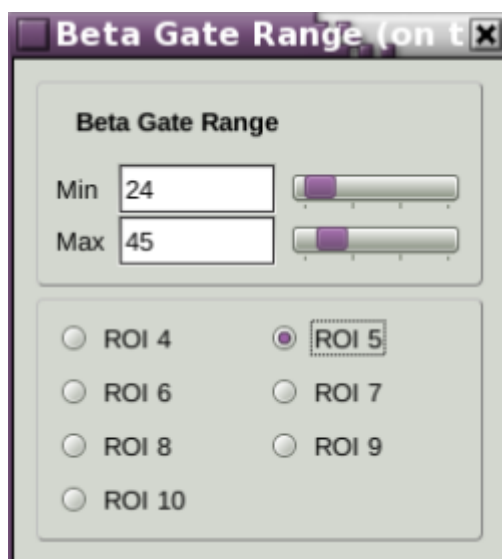 Beta Gate Range (on t
Beta Gate Range
Min 24
Max 45
ROI 4 ROI 5
ROI 6 ROI 7
ROI 8 ROI 9
ROI 10